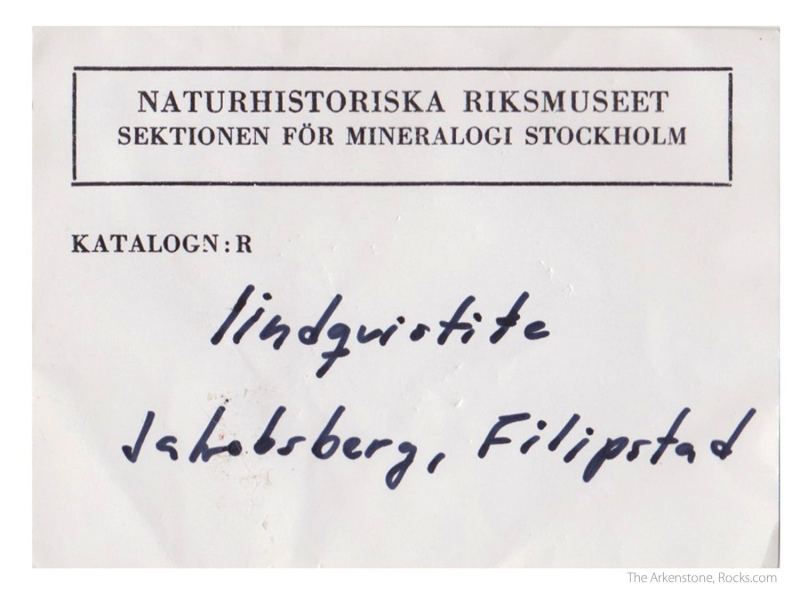 NATURHISTORISKA RIKSMUSEET
SEKTIONEN FÖR MINERALOGI STOCKHOLM
KATALOGN:R
lindqvistite
Jakobsberg, Filipstad
The Arkenstone, Rocks.com